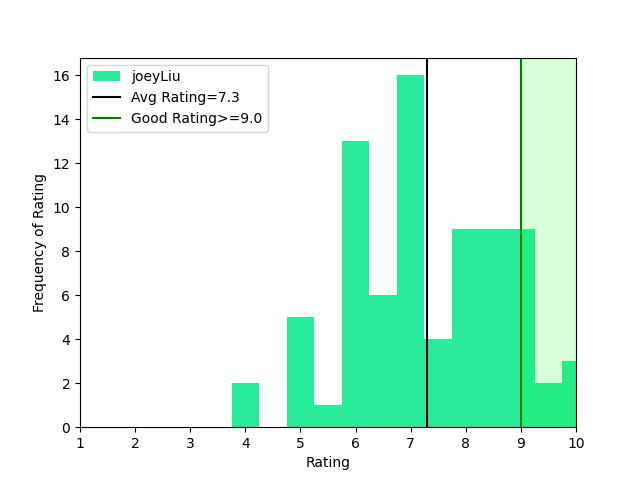 joeyLiu
Avg Rating=7.3
Good Rating>=9.0
16
14
12
10
8
6
4
2
0
Frequency of Rating
1 2 3 4 5 6 7 8 9 10
Rating